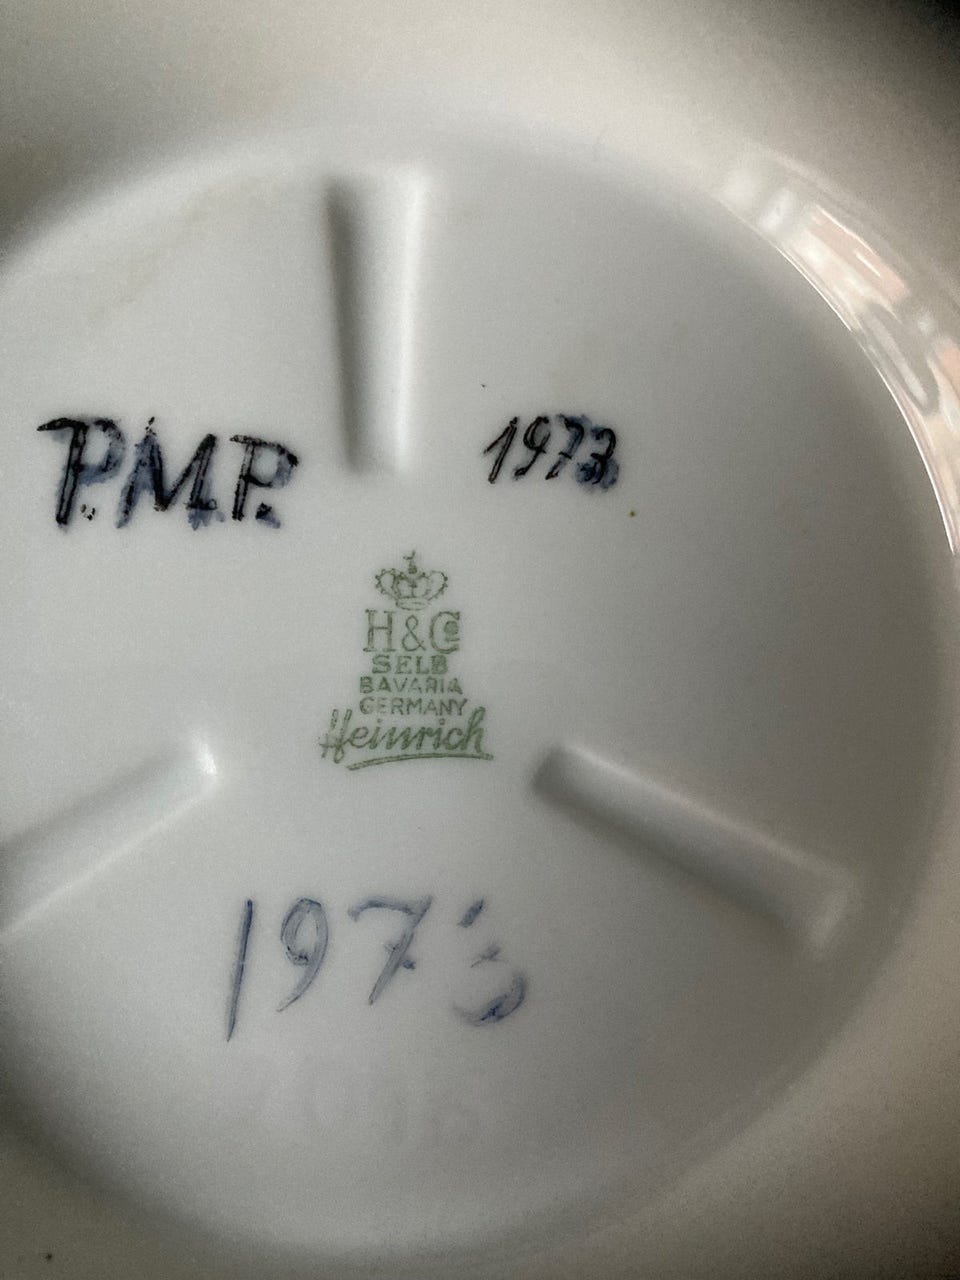 P.M.P. 1973
H&Co
SELB
BAVARIA
GERMANY
Heinrich
1973